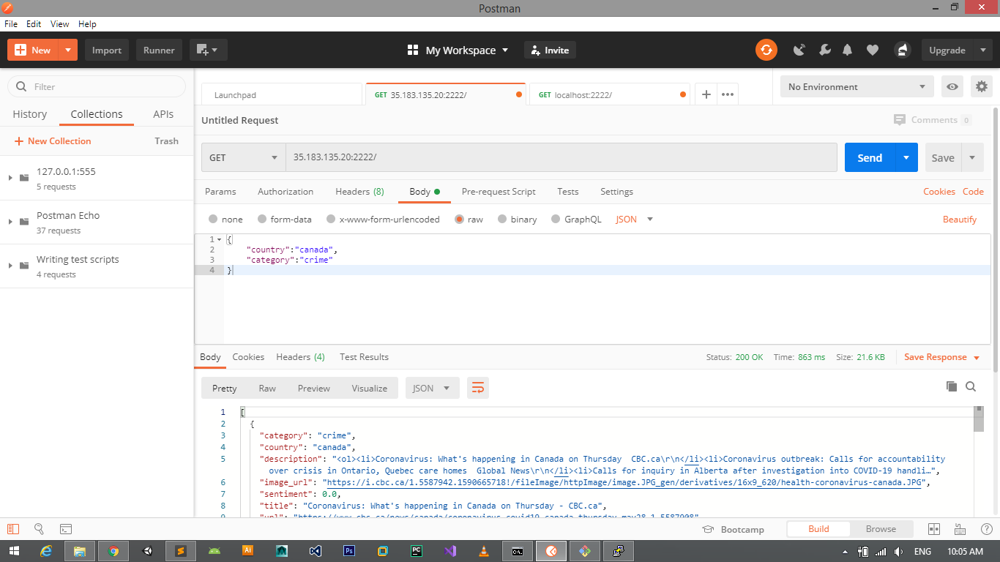 Postman
File Edit View Help
New Import Runner My Workspace Invite Upgrade
Filter
History Collections APIs
New Collection Trash
127.0.0.1:555
5 requests
Postman Echo
37 requests
Writing test scripts
4 requests
Launchpad GET 35.183.135.20:2222/ GET localhost:2222/ No Environment
Untitled Request Comments 0
GET 35.183.135.20:2222/ Send Save
Params Authorization Headers (8) Body Pre-request Script Tests Settings Cookies Code
none form-data x-www-form-urlencoded raw binary GraphQL JSON Beautify
1 {
2 "country":"canada",
3 "category":"crime"
4 }
Body Cookies Headers (4) Test Results Status: 200 OK Time: 863 ms Size: 21.6 KB Save Response
Pretty Raw Preview Visualize JSON
1 [
2 {
3 "category": "crime",
4 "country": "canada",
5 "description": "<ol><li>Coronavirus: What's happening in Canada on Thursday  CBC.ca\r\n</li><li>Coronavirus outbreak: Calls for accountability
over crisis in Ontario, Quebec care homes  Global News\r\n</li><li>Calls for inquiry in Alberta after investigation into COVID-19 handli…",
6 "image_url": "https://i.cbc.ca/1.5587942.1590665718!/fileImage/httpImage/image.JPG_gen/derivatives/16x9_620/health-coronavirus-canada.JPG",
7 "sentiment": 0.0,
8 "title": "Coronavirus: What's happening in Canada on Thursday - CBC.ca",
9 "url": "https://www.cbc.ca/news/canada/coronavirus-covid19-canada-thursday-may28-1.5587908"
Bootcamp Build Browse
ENG 10:05 AM